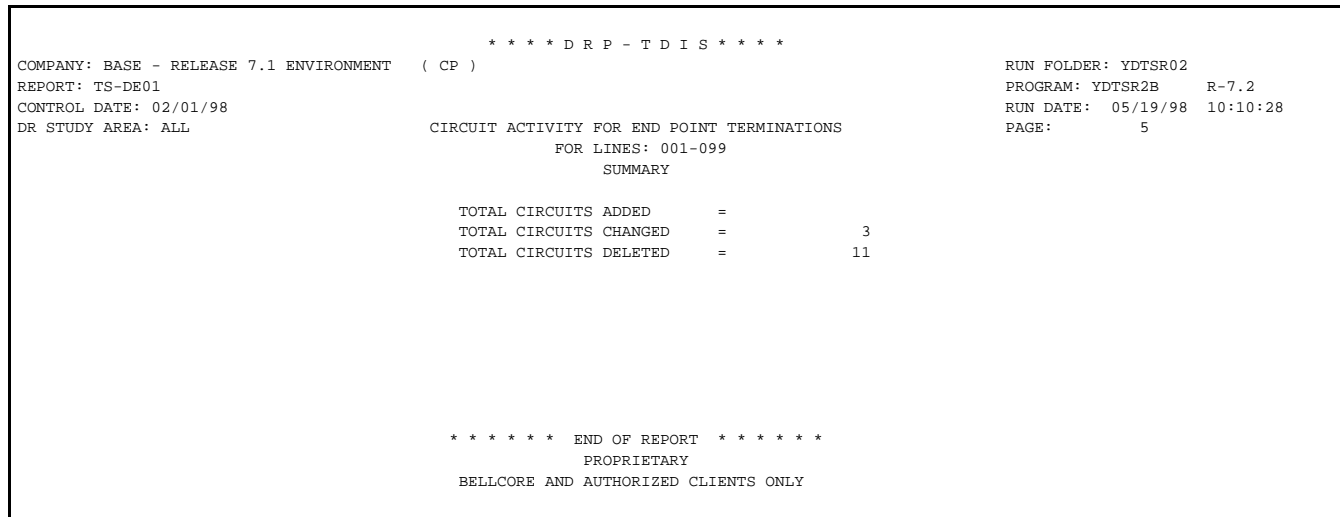 * * * * D R P - T D I S * * * *
COMPANY: BASE - RELEASE 7.1 ENVIRONMENT ( CP ) RUN FOLDER: YDTSR02
REPORT: TS-DE01 PROGRAM: YDTSR2B R-7.2
CONTROL DATE: 02/01/98 RUN DATE: 05/19/98 10:10:28
DR STUDY AREA: ALL CIRCUIT ACTIVITY FOR END POINT TERMINATIONS PAGE: 5
FOR LINES: 001-099
SUMMARY
TOTAL CIRCUITS ADDED =
TOTAL CIRCUITS CHANGED = 3
TOTAL CIRCUITS DELETED = 11
* * * * * * END OF REPORT * * * * * *
PROPRIETARY
BELLCORE AND AUTHORIZED CLIENTS ONLY